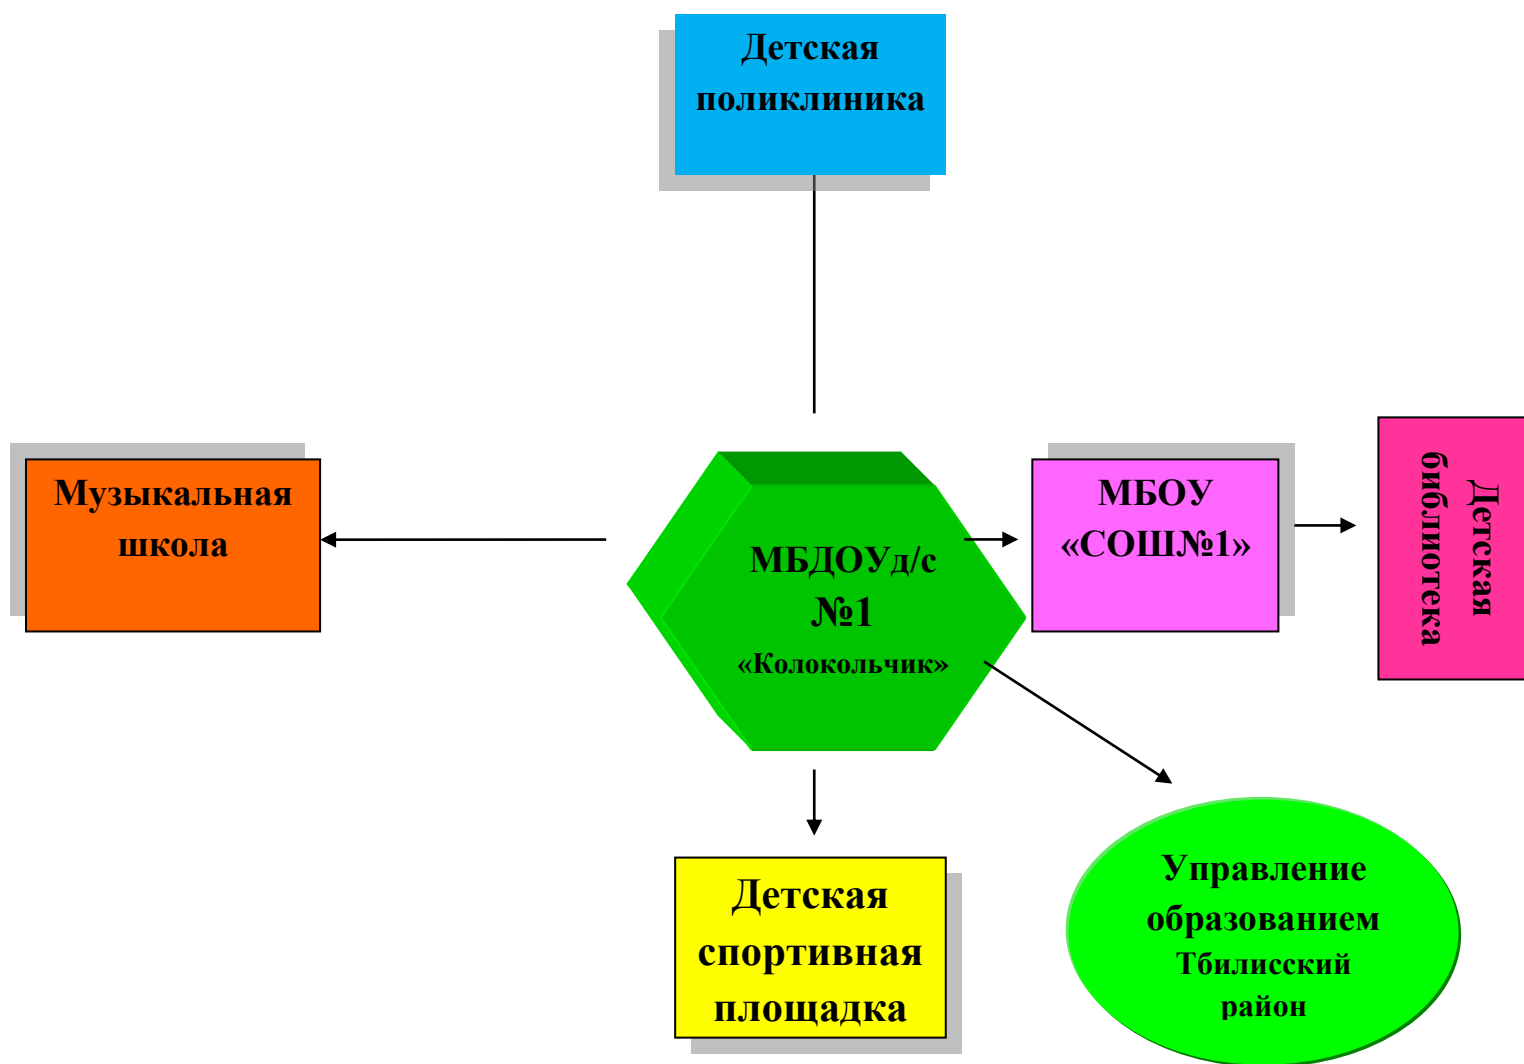 Детская
поликлиника
Музыкальная
школа
МБДОУд/с
№1
«Колокольчик»
МБОУ
«СОШ№1»
Детская
библиотека
Детская
спортивная
площадка
Управление
образованием
Тбилисский
район